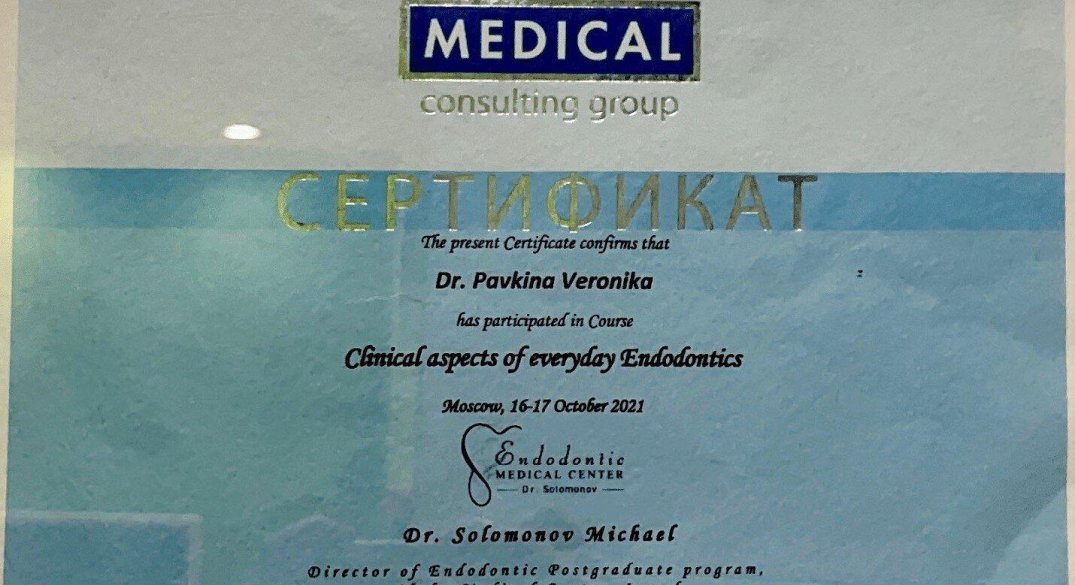 MEDICAL
consulting group
СЕРТИФИКАТ
The present Certificate confirms that
Dr. Pavkina Veronika
has participated in Course
Clinical aspects of everyday Endodontics
Moscow, 16-17 October 2021
Endodontic
MEDICAL CENTER
Dr. Solomonov
Dr. Solomonov Michael
Director of Endodontic Postgraduate program,